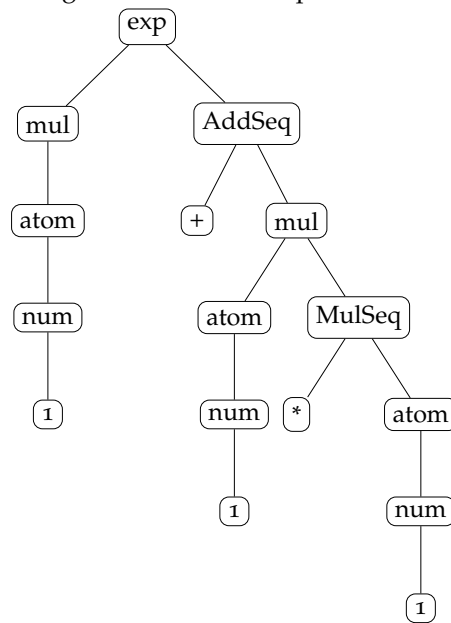 exp
mul AddSeq
atom + mul
num atom MulSeq
1 num * atom
1 num
1